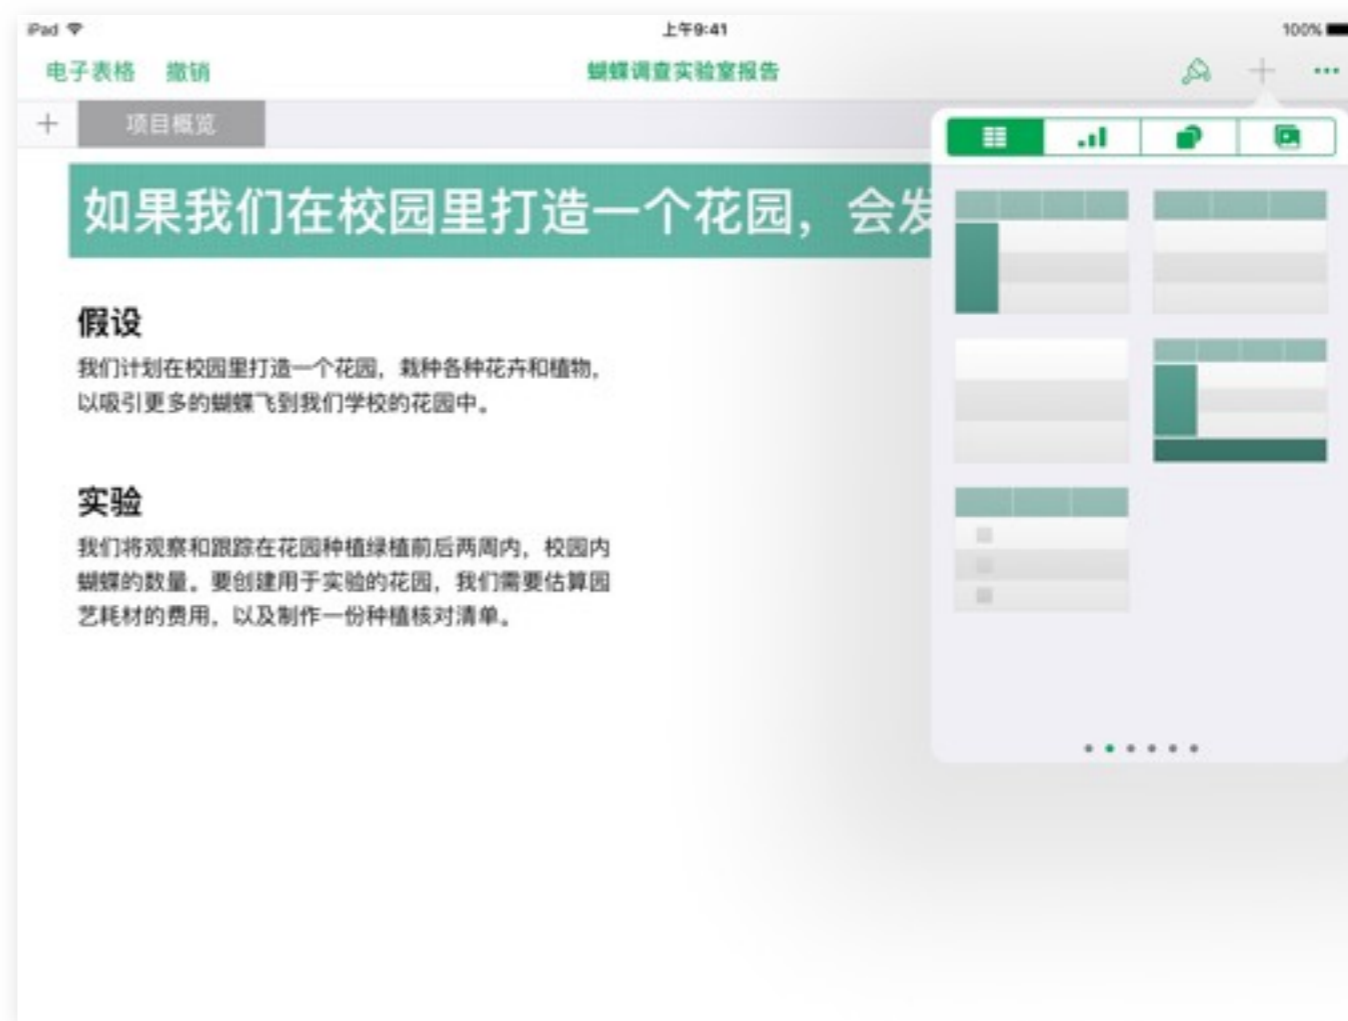 iPad 上午9:41 100%
电子表格 撤销 蝴蝶调查实验室报告
项目概览
如果我们在校园里打造一个花园，会发
假设
我们计划在校园里打造一个花园，栽种各种花卉和植物，
以吸引更多的蝴蝶飞到我们学校的花园中。
实验
我们将观察和跟踪在花园种植绿植前后两周内，校园内
蝴蝶的数量。要创建用于实验的花园，我们需要估算园
艺耗材的费用，以及制作一份种植核对清单。